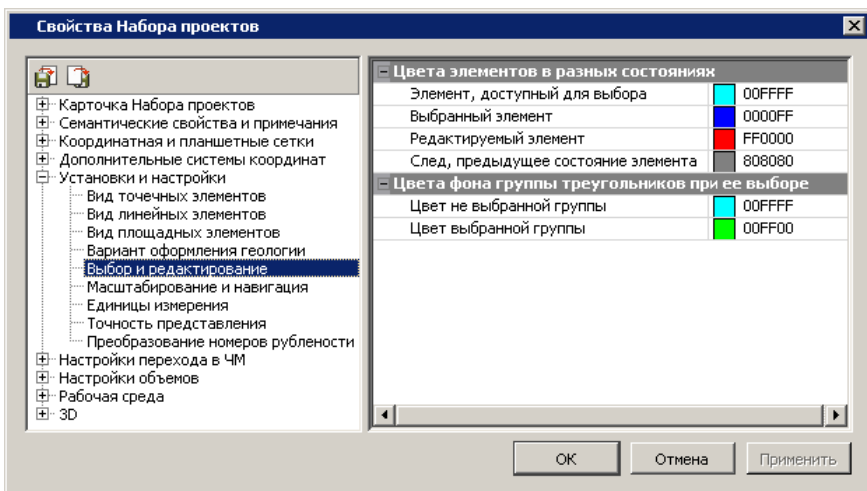 Свойства Набора проектов
Карточка Набора проектов
Семантические свойства и примечания
Координатная и планшетные сетки
Дополнительные системы координат
Установки и настройки
Вид точечных элементов
Вид линейных элементов
Вид площадных элементов
Вариант оформления геологии
Выбор и редактирование
Масштабирование и навигация
Единицы измерения
Точность представления
Преобразование номеров рублености
Настройки перехода в ЧМ
Настройки объемов
Рабочая среда
3D
Цвета элементов в разных состояниях
Элемент, доступный для выбора 00FFFF
Выбранный элемент 0000FF
Редактируемый элемент FF0000
След, предыдущее состояние элемента 808080
Цвета фона группы треугольников при ее выборе
Цвет не выбранной группы 00FFFF
Цвет выбранной группы 00FF00
ОК Отмена Применить